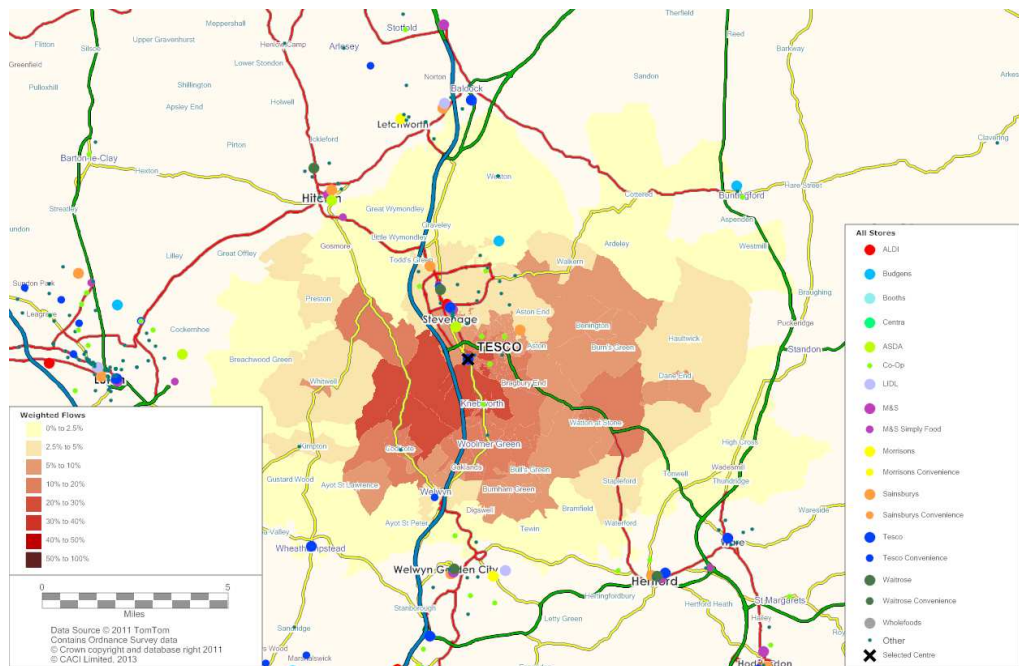 Meppershall
Therfield
Flitton
Silsoe
Upper Gravenhurst
Henlow Camp
Arlesey
Stotfold
Reed
Barkway
Greenfield
Lower Stondon
Norton
Sandon
Pulloxhill
Shillington
Holwell
Baldock
Apsley End
Letchworth
Ickleford
Pirton
Clavering
Barton-le-Clay
Hexton
Weston
Hare Street
Hitchin
Cottered
Buntingford
Streatley
Great Wymondley
Aspenden
Graveley
Little Wymondley
Gosmore
Ardeley
Westmill
Lilley
Great Offley
Todd's Green
Walkern
Sundon Park
Preston
Braughing
Leagrave
Aston End
Stevenage
Benington
Puckeridge
Cockernhoe
TESCO
Aston
Burn's Green
Haultwick
Standon
Breachwood Green
Luton
Whitwell
Bragbury End
Dane End
Knebworth
Watton at Stone
High Cross
Kimpton
Codicote
Woolmer Green
Oaklands
Bull's Green
Tonwell
Wadesmill
Gustard Wood
Ayot St Lawrence
Burnham Green
Stapleford
Thundridge
Welwyn
Digswell
Bramfield
Wareside
Ayot St Peter
Tewin
Waterford
Wheathampstead
Ware
Welwyn Garden City
Hertford
Stanborough
Hertingfordbury
St Margarets
Letty Green
Hertford Heath
Hailey
Sandridge
Marshalswick
Hoddesdon
Weighted Flows
0% to 2.5%
2.5% to 5%
5% to 10%
10% to 20%
20% to 30%
30% to 40%
40% to 50%
50% to 100%
0 5
Miles
Data Source © 2011 TomTom
Contains Ordnance Survey data
© Crown copyright and database right 2011
© CACI Limited, 2013
All Stores
ALDI
Budgens
Booths
Centra
ASDA
Co-Op
LIDL
M&S
M&S Simply Food
Morrisons
Morrisons Convenience
Sainsburys
Sainsburys Convenience
Tesco
Tesco Convenience
Waitrose
Waitrose Convenience
Wholefoods
Other
Selected Centre